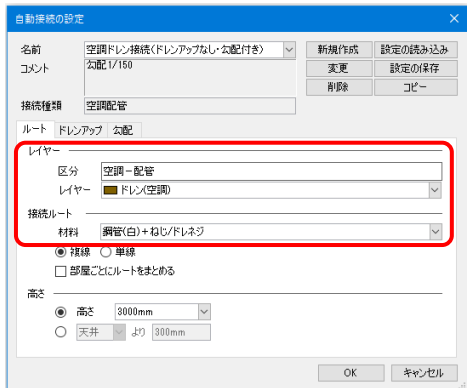 自動接続の設定
名前 空調ドレン接続(ドレンアップなし・勾配付き) 新規作成 設定の読み込み
コメント 勾配1/150 変更 設定の保存
削除 コピー
接続種類 空調配管
ルート ドレンアップ 勾配
レイヤー
区分 空調－配管
レイヤー ドレン(空調)
接続ルート
材料 鋼管(白)+ねじ/ドレネジ
複線 単線
部屋ごとにルートをまとめる
高さ
高さ 3000mm
天井 より 300mm
OK キャンセル